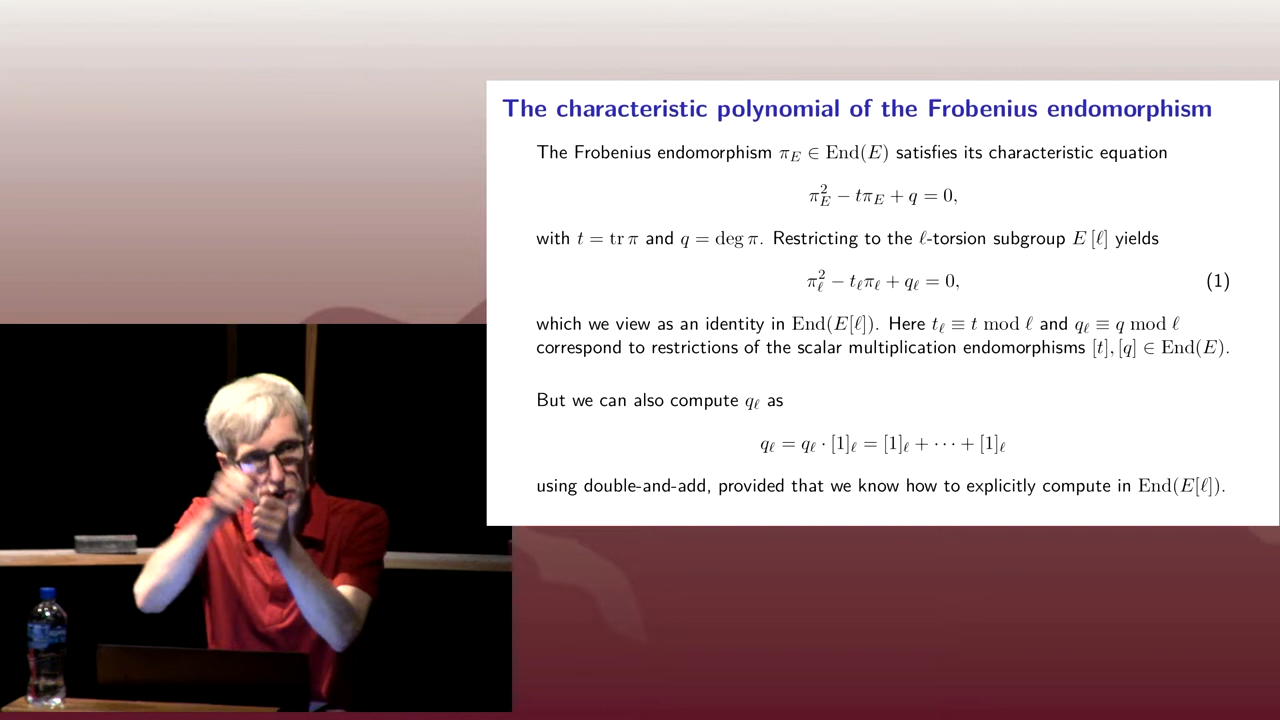 The characteristic polynomial of the Frobenius endomorphism
The Frobenius endomorphism π_E ∈ End(E) satisfies its characteristic equation
π_E^2 − tπ_E + q = 0,
with t = tr π and q = deg π. Restricting to the ℓ-torsion subgroup E [ℓ] yields
π_ℓ^2 − t_ℓπ_ℓ + q_ℓ = 0, (1)
which we view as an identity in End(E[ℓ]). Here t_ℓ ≡ t mod ℓ and q_ℓ ≡ q mod ℓ
correspond to restrictions of the scalar multiplication endomorphisms [t], [q] ∈ End(E).
But we can also compute q_ℓ as
q_ℓ = q_ℓ · [1]_ℓ = [1]_ℓ + · · · + [1]_ℓ
using double-and-add, provided that we know how to explicitly compute in End(E[ℓ]).